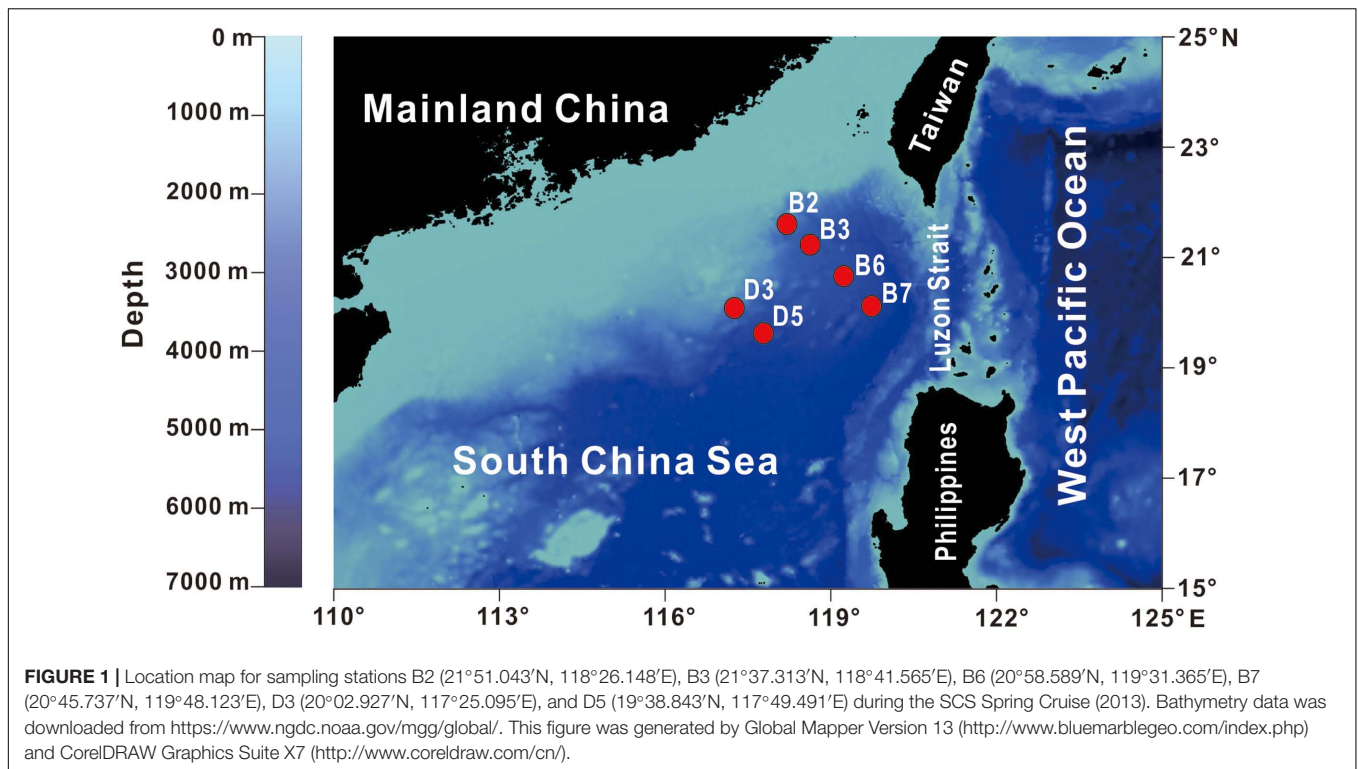 0 m
1000 m
2000 m
3000 m
4000 m
5000 m
6000 m
7000 m
Depth
Mainland China
Taiwan
B2
B3
B6
B7
D3
D5
Luzon Strait
West Pacific Ocean
South China Sea
Philippines
25° N
23°
21°
19°
17°
15°
110°
113°
116°
119°
122°
125° E
FIGURE 1 | Location map for sampling stations B2 (21°51.043′N, 118°26.148′E), B3 (21°37.313′N, 118°41.565′E), B6 (20°58.589′N, 119°31.365′E), B7
(20°45.737′N, 119°48.123′E), D3 (20°02.927′N, 117°25.095′E), and D5 (19°38.843′N, 117°49.491′E) during the SCS Spring Cruise (2013). Bathymetry data was
downloaded from https://www.ngdc.noaa.gov/mgg/global/. This figure was generated by Global Mapper Version 13 (http://www.bluemarblegeo.com/index.php)
and CorelDRAW Graphics Suite X7 (http://www.coreldraw.com/cn/).